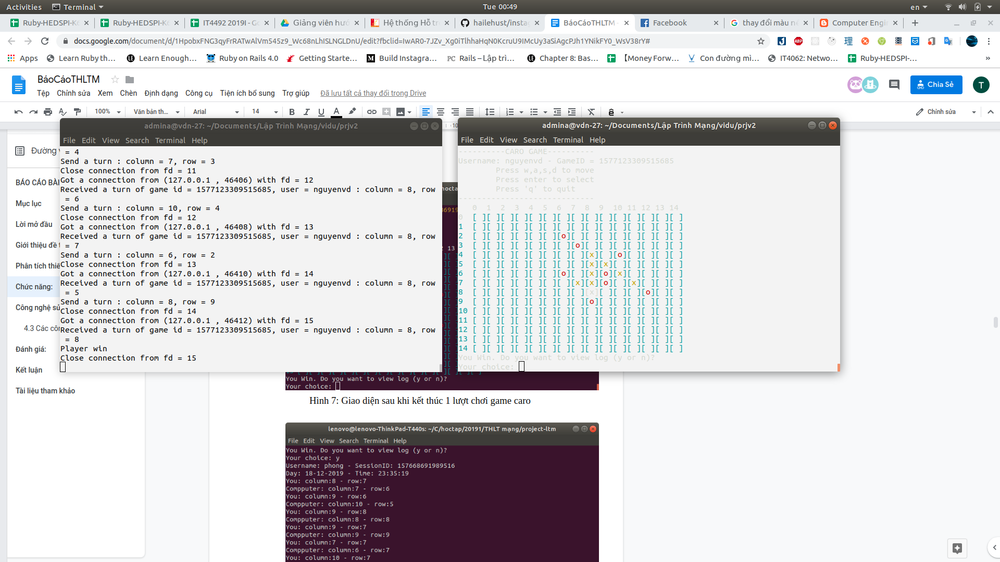 Activities Terminal Tue 00:49 en
Ruby-HEDSPI-K6 Ruby-HEDSPI-K6 IT4492 2019I - Go Giảng viên hướ Hệ thống Hỗ tr hailehust/insta BáoCáoTHLTM - Facebook thay đổi màu nề Computer Engi
docs.google.com/document/d/1HpobxFNG3qyFrRATwAlVm545z9_Wc68nLhISLNGLDnU/edit?fbclid=IwAR0-7JZv_Xg0iTlhhaHqN0KcruU9IMcUy3aSiAgcPJh1YNikFY0_WsV38rY#
Apps Learn Ruby th... Learn Enough... Ruby on Rails 4.0 Getting Starte... Build Instagra... PC Rails – Lập trì... Chapter 8: Bas... 【Money Forw... Con đường mì... IT4062: Netwo... Ruby-HEDSPI-... »
BáoCáoTHLTM
Tệp Chỉnh sửa Xem Chèn Định dạng Công cụ Tiện ích bổ sung Trợ giúp Đã lưu tất cả thay đổi trong Drive
Chia Sẻ
T
100% Văn bản th... Arial 14 B I U A Chỉnh sửa
Đường
BÁO CÁO BÀI
Mục lục
Lời mở đầu
Giới thiệu đề t
Phân tích thiế
Chức năng:
Công nghệ sử
4.3 Các côn
Đánh giá:
Kết luận
Tài liệu tham khảo
admina@vdn-27: ~/Documents/Lập Trình Mạng/vidu/prjv2
File Edit View Search Terminal Help
= 4
Send a turn : column = 7, row = 3
Close connection from fd = 11
Got a connection from (127.0.0.1 , 46406) with fd = 12
Received a turn of game id = 1577123309515685, user = nguyenvd : column = 8, row
= 6
Send a turn : column = 10, row = 4
Close connection from fd = 12
Got a connection from (127.0.0.1 , 46408) with fd = 13
Received a turn of game id = 1577123309515685, user = nguyenvd : column = 8, row
= 7
Send a turn : column = 6, row = 2
Close connection from fd = 13
Got a connection from (127.0.0.1 , 46410) with fd = 14
Received a turn of game id = 1577123309515685, user = nguyenvd : column = 8, row
= 5
Send a turn : column = 8, row = 9
Close connection from fd = 14
Got a connection from (127.0.0.1 , 46412) with fd = 15
Received a turn of game id = 1577123309515685, user = nguyenvd : column = 8, row
= 8
Player win
Close connection from fd = 15
admina@vdn-27: ~/Documents/Lập Trình Mạng/vidu/prjv2
File Edit View Search Terminal Help
----------CARO GAME----------
Username: nguyenvd - GameID = 1577123309515685
Press w,a,s,d to move
Press enter to select
Press 'q' to quit
-----------------------------
0 1 2 3 4 5 6 7 8 9 10 11 12 13 14
0 [ ][ ][ ][ ][ ][ ][ ][ ][ ][ ][ ][ ][ ][ ][ ]
1 [ ][ ][ ][ ][ ][ ][ ][ ][ ][ ][ ][ ][ ][ ][ ]
2 [ ][ ][ ][ ][ ][ ][o][ ][ ][ ][ ][ ][ ][ ][ ]
3 [ ][ ][ ][ ][ ][ ][ ][o][ ][ ][ ][ ][ ][ ][ ]
4 [ ][ ][ ][ ][ ][ ][ ][ ][x][ ][o][ ][ ][ ][ ]
5 [ ][ ][ ][ ][ ][ ][ ][ ][x][x][ ][ ][ ][ ][ ]
6 [ ][ ][ ][ ][ ][ ][o][ ][x][o][x][ ][ ][ ][ ]
7 [ ][ ][ ][ ][ ][ ][ ][x][x][o][ ][x][ ][ ][ ]
8 [ ][ ][ ][ ][ ][ ][ ][ ][x][ ][ ][ ][o][ ][ ]
9 [ ][ ][ ][ ][ ][ ][ ][ ][o][ ][ ][ ][ ][ ][ ]
10 [ ][ ][ ][ ][ ][ ][ ][ ][ ][ ][ ][ ][ ][ ][ ]
11 [ ][ ][ ][ ][ ][ ][ ][ ][ ][ ][ ][ ][ ][ ][ ]
12 [ ][ ][ ][ ][ ][ ][ ][ ][ ][ ][ ][ ][ ][ ][ ]
13 [ ][ ][ ][ ][ ][ ][ ][ ][ ][ ][ ][ ][ ][ ][ ]
14 [ ][ ][ ][ ][ ][ ][ ][ ][ ][ ][ ][ ][ ][ ][ ]
You Win. Do you want to view log (y or n)?
Your choice:
You Win. Do you want to view log (y or n)?
Your choice:
Hình 7: Giao diện sau khi kết thúc 1 lượt chơi game caro
lenovo@lenovo-ThinkPad-T440s: ~/C/hoctap/20191/THLT mạng/project-ltm
File Edit View Search Terminal Help
You Win. Do you want to view log (y or n)?
Your choice: y
Username: phong - SessionID: 157668691989516
Day: 18-12-2019 - Time: 23:35:19
You: column:8 - row:7
Compputer: column:7 - row:6
You: column:9 - row:6
Compputer: column:10 - row:5
You: column:9 - row:8
Compputer: column:8 - row:8
You: column:9 - row:7
Compputer: column:9 - row:9
You: column:7 - row:7
Compputer: column:6 - row:7
You: column:10 - row:7